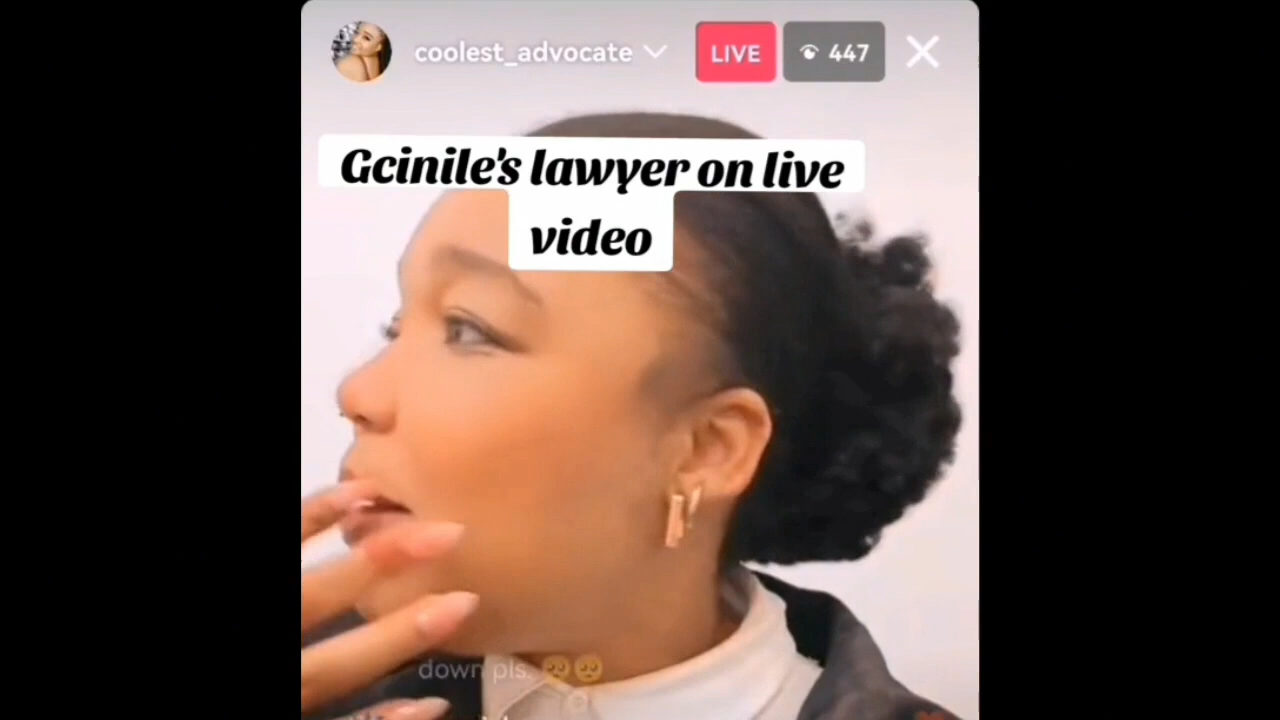 coolest_advocate
LIVE
447
Gcinile's lawyer on live
video
down pls. 🥺🥺